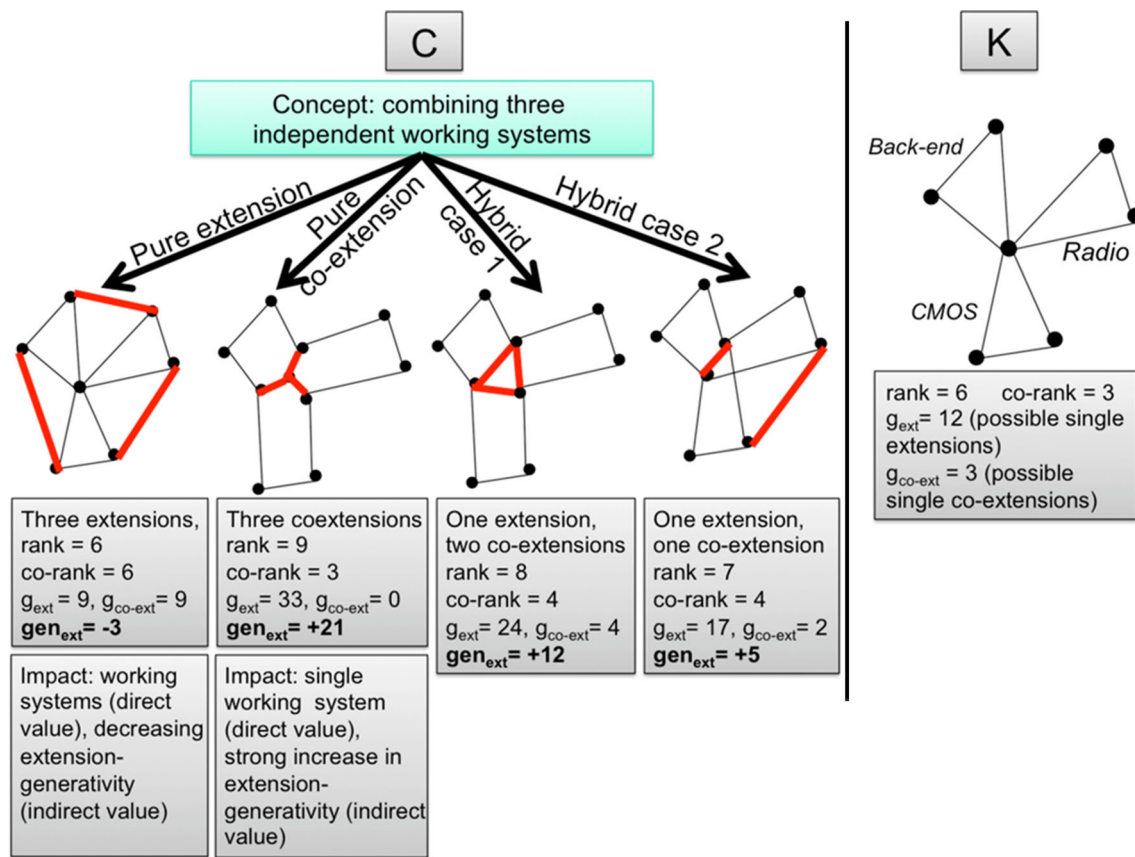 C
Concept: combining three
independent working systems
Pure extension
Pure
co-extension
Hybrid
case 1
Hybrid case 2
Three extensions,
rank = 6
co-rank = 6
gext = 9, gco-ext = 9
genext= -3
Impact: working
systems (direct
value), decreasing
extension-
generativity
(indirect value)
Three coextensions
rank = 9
co-rank = 3
gext = 33, gco-ext= 0
genext= +21
Impact: single
working system
(direct value),
strong increase in
extension-
generativity (indirect
value)
One extension,
two co-extensions
rank = 8
co-rank = 4
gext = 24, gco-ext= 4
genext= +12
One extension,
one co-extension
rank = 7
co-rank = 4
gext = 17, gco-ext= 2
genext= +5
K
Back-end
Radio
CMOS
rank = 6 co-rank = 3
gext= 12 (possible single
extensions)
gco-ext = 3 (possible
single co-extensions)